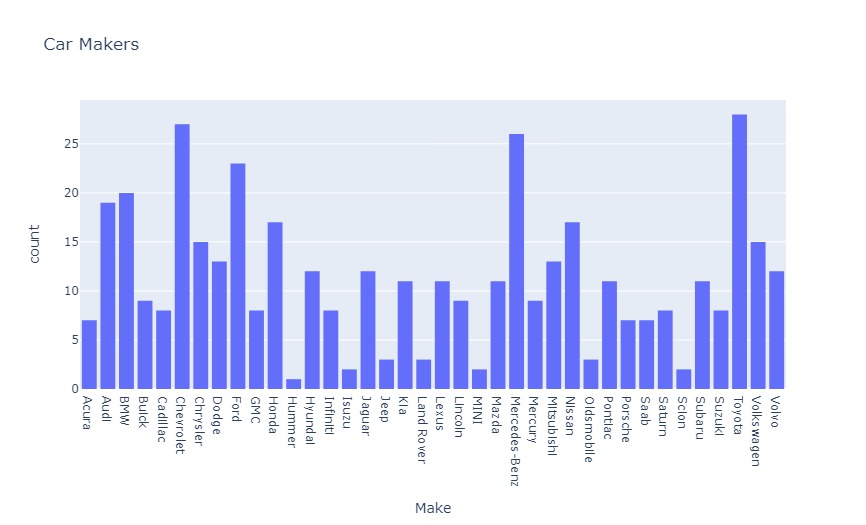 Car Makers
25
20
15
10
5
0
count
Acura
Audi
BMW
Buick
Cadillac
Chevrolet
Chrysler
Dodge
Ford
GMC
Honda
Hummer
Hyundai
Infiniti
Isuzu
Jaguar
Jeep
Kia
Land Rover
Lexus
Lincoln
MINI
Mazda
Mercedes-Benz
Mercury
Mitsubishi
Nissan
Oldsmobile
Pontiac
Porsche
Saab
Saturn
Scion
Subaru
Suzuki
Toyota
Volkswagen
Volvo
Make